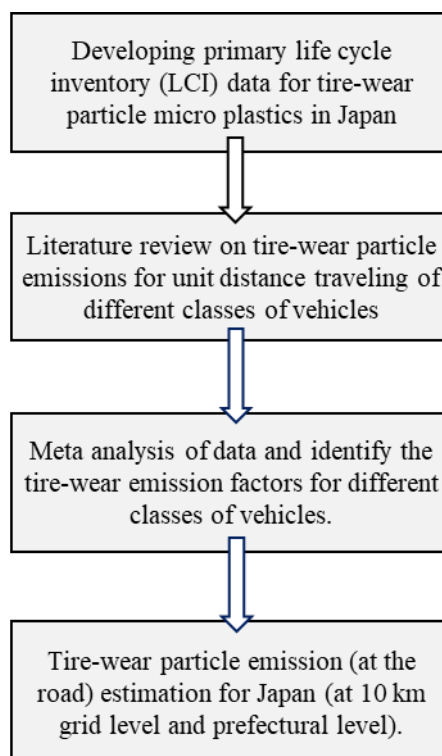 Developing primary life cycle
inventory (LCI) data for tire-wear
particle micro plastics in Japan
Literature review on tire-wear particle
emissions for unit distance traveling of
different classes of vehicles
Meta analysis of data and identify the
tire-wear emission factors for different
classes of vehicles.
Tire-wear particle emission (at the
road) estimation for Japan (at 10 km
grid level and prefectural level).